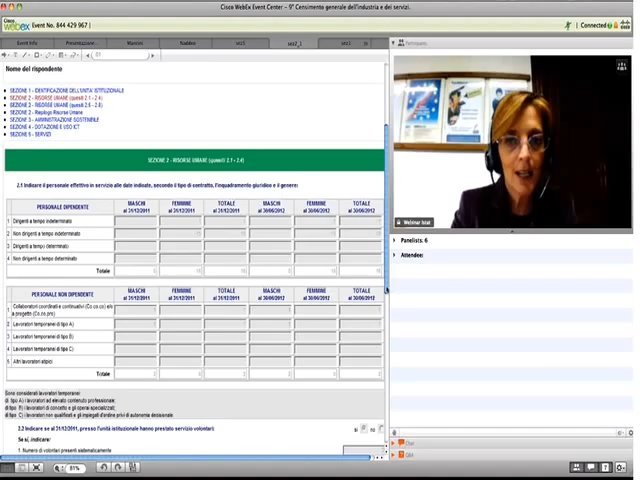 Cisco WebEx Event Center - 9° Censimento generale dell'industria e dei servizi.
Cisco
webex
Event No. 844 429 967
Connected
Event Info
Presentazione...
sez5
sez2_1
sez1
Participants
Nome del rispondente
SEZIONE 1 - IDENTIFICAZIONE DELL'UNITA' ISTITUZIONALE
SEZIONE 2 - RISORSE UMANE (quesiti 2.1 - 2.4)
SEZIONE 2 - RISORSE UMANE (quesiti 2.5 - 2.8)
SEZIONE 2 - Riepilogo Risorse Umane
SEZIONE 3 - AMMINISTRAZIONE SOSTENIBILE
SEZIONE 4 - DOTAZIONE E USO ICT
SEZIONE 5 - SERVIZI
SEZIONE 2 - RISORSE UMANE (quesiti 2.1 - 2.4)
2.1 Indicare il personale effettivo in servizio alle date indicate, secondo il tipo di contratto, l'inquadramento giuridico e il genere:
PERSONALE DIPENDENTE
MASCHI al 31/12/2011
FEMMINE al 31/12/2011
TOTALE al 31/12/2011
MASCHI al 30/06/2012
FEMMINE al 30/06/2012
TOTALE al 30/06/2012
1 Dirigenti a tempo indeterminato
2 Non dirigenti a tempo indeterminato
3 Dirigenti a tempo determinato
4 Non dirigenti a tempo determinato
Totale
PERSONALE NON DIPENDENTE
MASCHI al 31/12/2011
FEMMINE al 31/12/2011
TOTALE al 31/12/2011
MASCHI al 30/06/2012
FEMMINE al 30/06/2012
TOTALE al 30/06/2012
1 Collaboratori coordinati e continuativi (Co.co.co) e/o
a progetto (Co.co.pro)
2 Lavoratori temporanei di tipo A)
3 Lavoratori temporanei di tipo B)
4 Lavoratori temporanei di tipo C)
5 Altri lavoratori atipici
Totale
Sono considerati lavoratori temporanei
di tipo A) i lavoratori ad elevato contenuto professionale;
di tipo B) i lavoratori di concetto e gli operai specializzati;
di tipo C) i lavoratori non qualificati e gli impiegati d'ordine privi di autonomia decisionale.
2.2 Indicare se al 31/12/2011, presso l'unità istituzionale hanno prestato servizio volontari:
si
no
Se sì, indicare:
1. Numero di volontari presenti sistematicamente
81%
Webinar Istat
Panelists: 6
Attendee:
Chat
Q&A